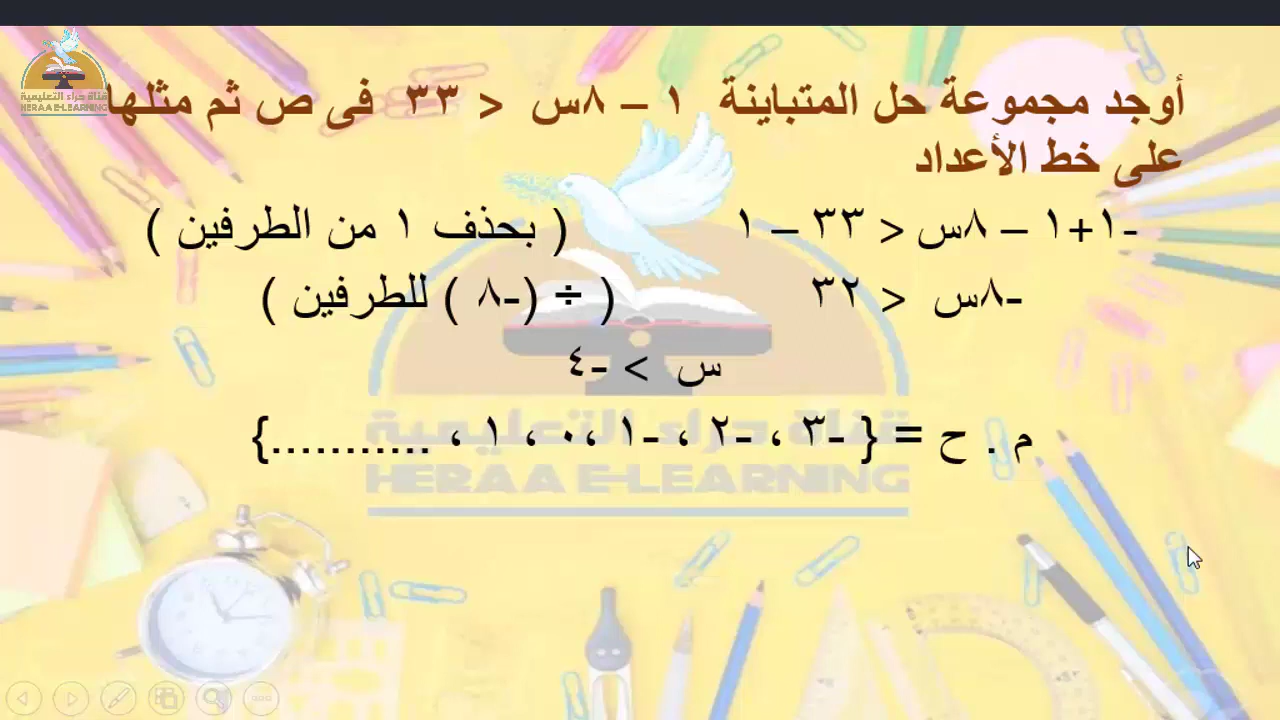 أوجد مجموعة حل المتباينة ١ – ٨س < ٣٣ فى ص ثم مثلها
على خط الأعداد
-١+١ – ٨س < ٣٣ – ١ ( بحذف ١ من الطرفين )
-٨س < ٣٢ ( ÷ (-٨ ) للطرفين )
س > -٤
م . ح = { -٣ ، -٢ ، -١ ،٠ ، ١ ، ...........}
قناة حراء التعليمية
HERAA E-LEARNING